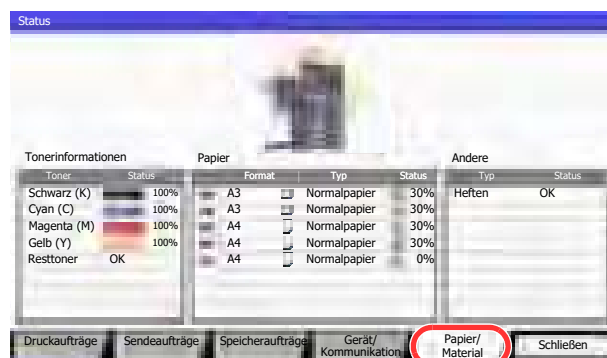 Status
Tonerinformationen
Toner Status
Schwarz (K) 100%
Cyan (C) 100%
Magenta (M) 100%
Gelb (Y) 100%
Resttoner OK
Papier
Format Typ Status
A3 Normalpapier 30%
A3 Normalpapier 30%
A4 Normalpapier 30%
A4 Normalpapier 30%
A4 Normalpapier 0%
Andere
Typ Status
Heften OK
Druckaufträge
Sendeaufträge
Speicheraufträge
Gerät/
Kommunikation
Papier/
Material
Schließen